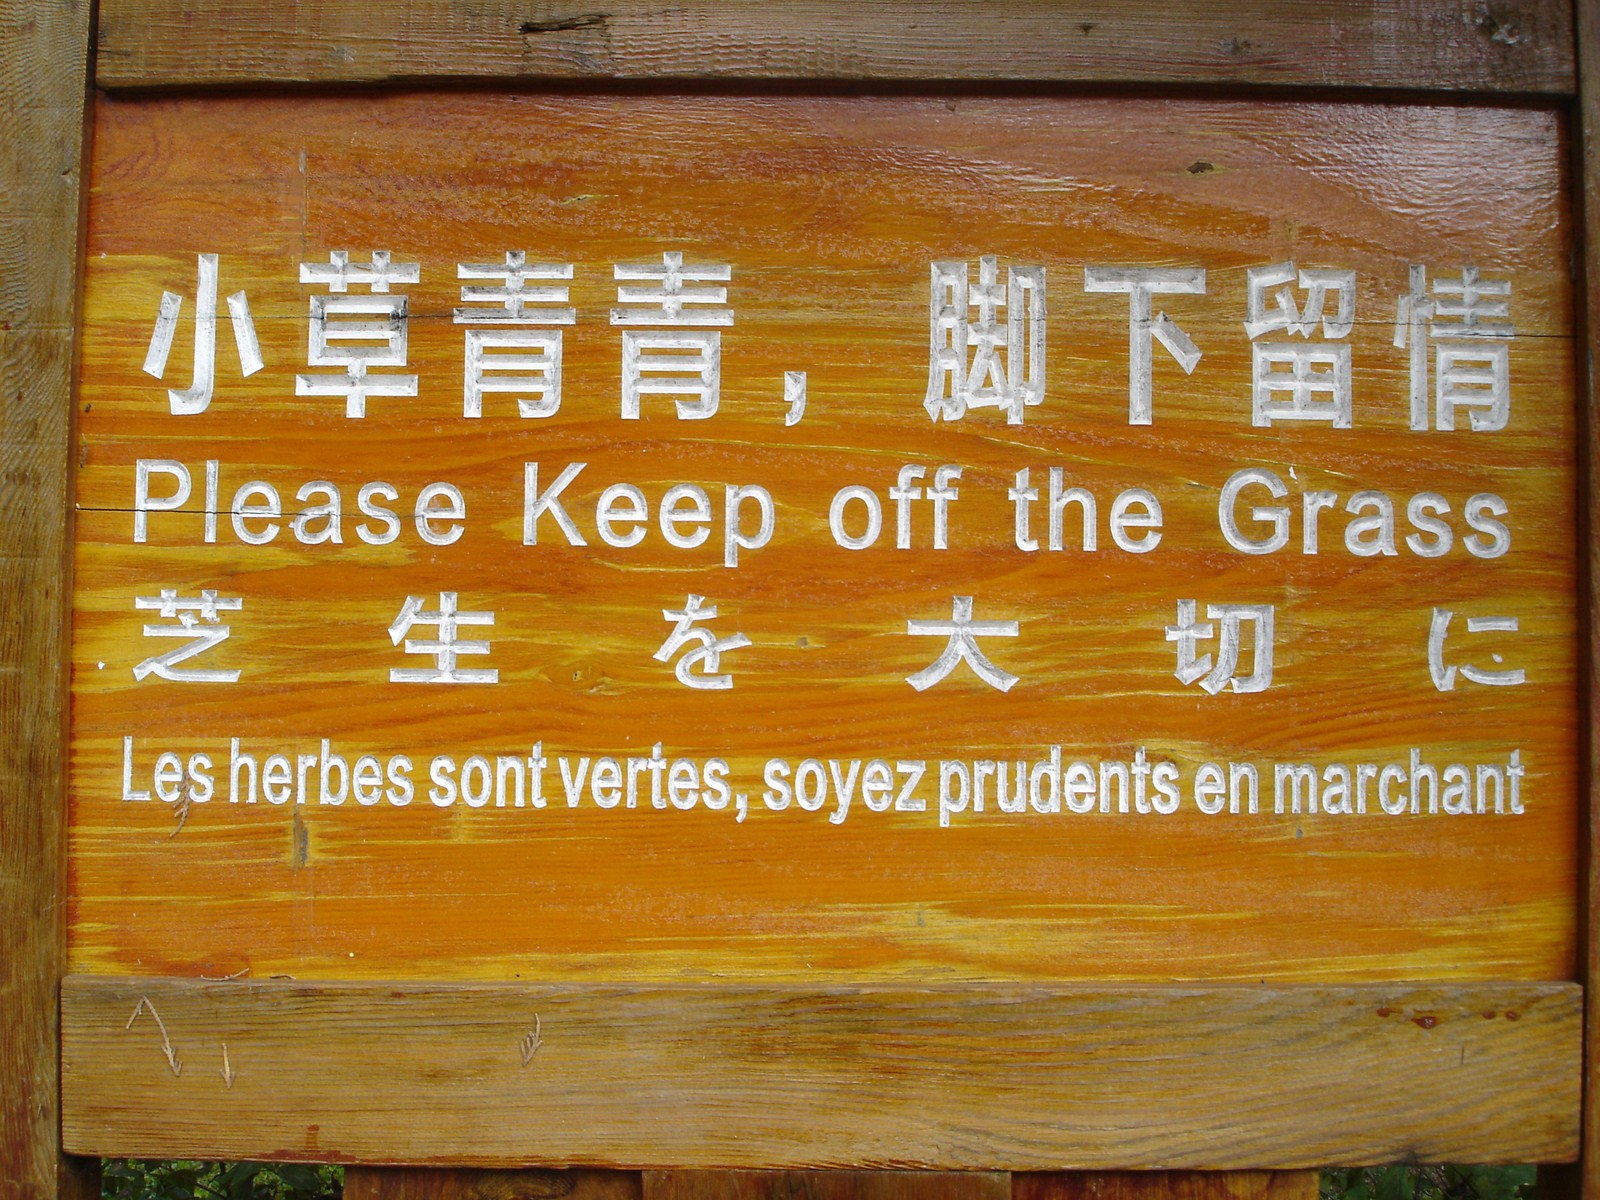 小草青青，脚下留情
Please Keep off the Grass
芝生を大切に
Les herbes sont vertes, soyez prudents en marchant